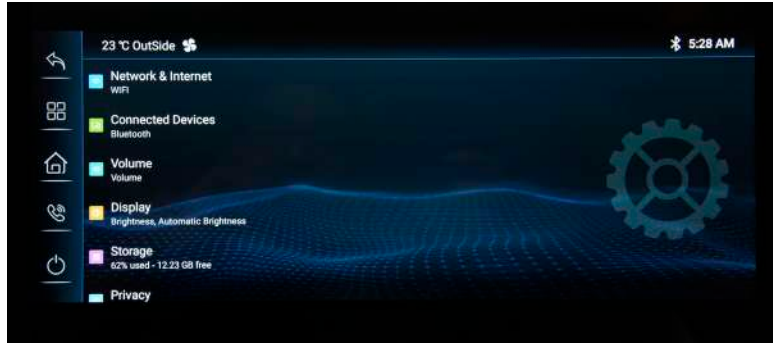 23 °C OutSide
5:28 AM
Network & Internet
WIFI
Connected Devices
Bluetooth
Volume
Volume
Display
Brightness, Automatic Brightness
Storage
62% used - 12.23 GB free
Privacy